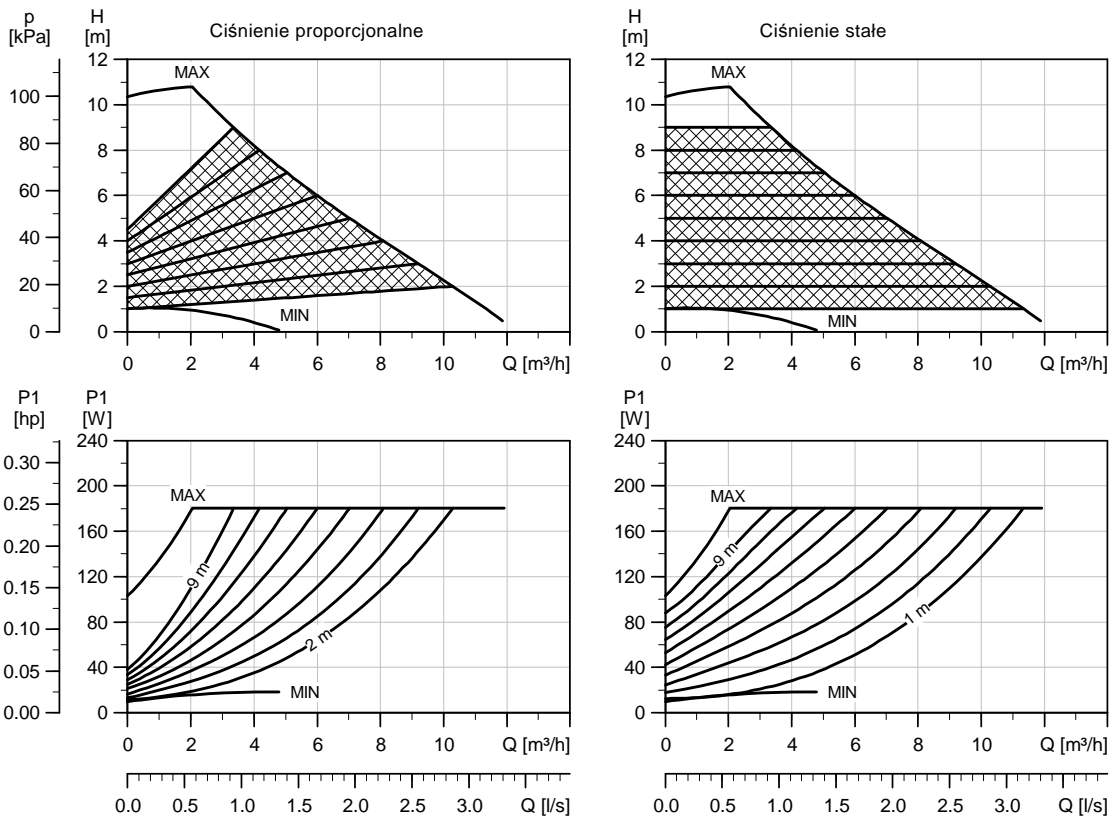 p
[kPa]
H
[m]
Ciśnienie proporcjonalne
12
10
8
6
4
2
0
100
80
60
40
20
0
MAX
MIN
0 2 4 6 8 10 Q [m³/h]
H
[m]
Ciśnienie stałe
12
10
8
6
4
2
0
MAX
MIN
0 2 4 6 8 10 Q [m³/h]
P1
[hp]
P1
[W]
0.30
0.25
0.20
0.15
0.10
0.05
0.00
240
200
160
120
80
40
0
MAX
9 m
2 m
MIN
0 2 4 6 8 10 Q [m³/h]
0.0 0.5 1.0 1.5 2.0 2.5 3.0 Q [l/s]
P1
[W]
240
200
160
120
80
40
0
MAX
9 m
1 m
MIN
0 2 4 6 8 10 Q [m³/h]
0.0 0.5 1.0 1.5 2.0 2.5 3.0 Q [l/s]